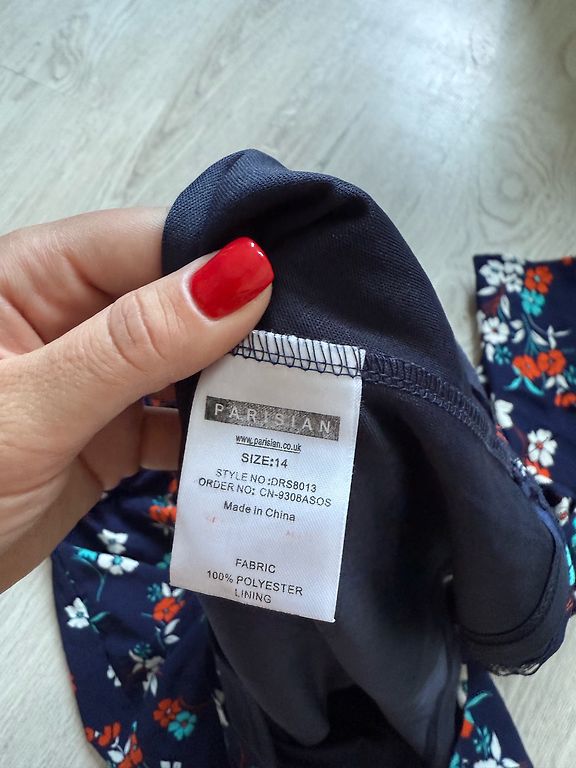 PARISIAN
www.parisian.co.uk
SIZE:14
STYLE NO:DRS8013
ORDER NO: CN-9308ASOS
Made in China
FABRIC
100% POLYESTER
LINING